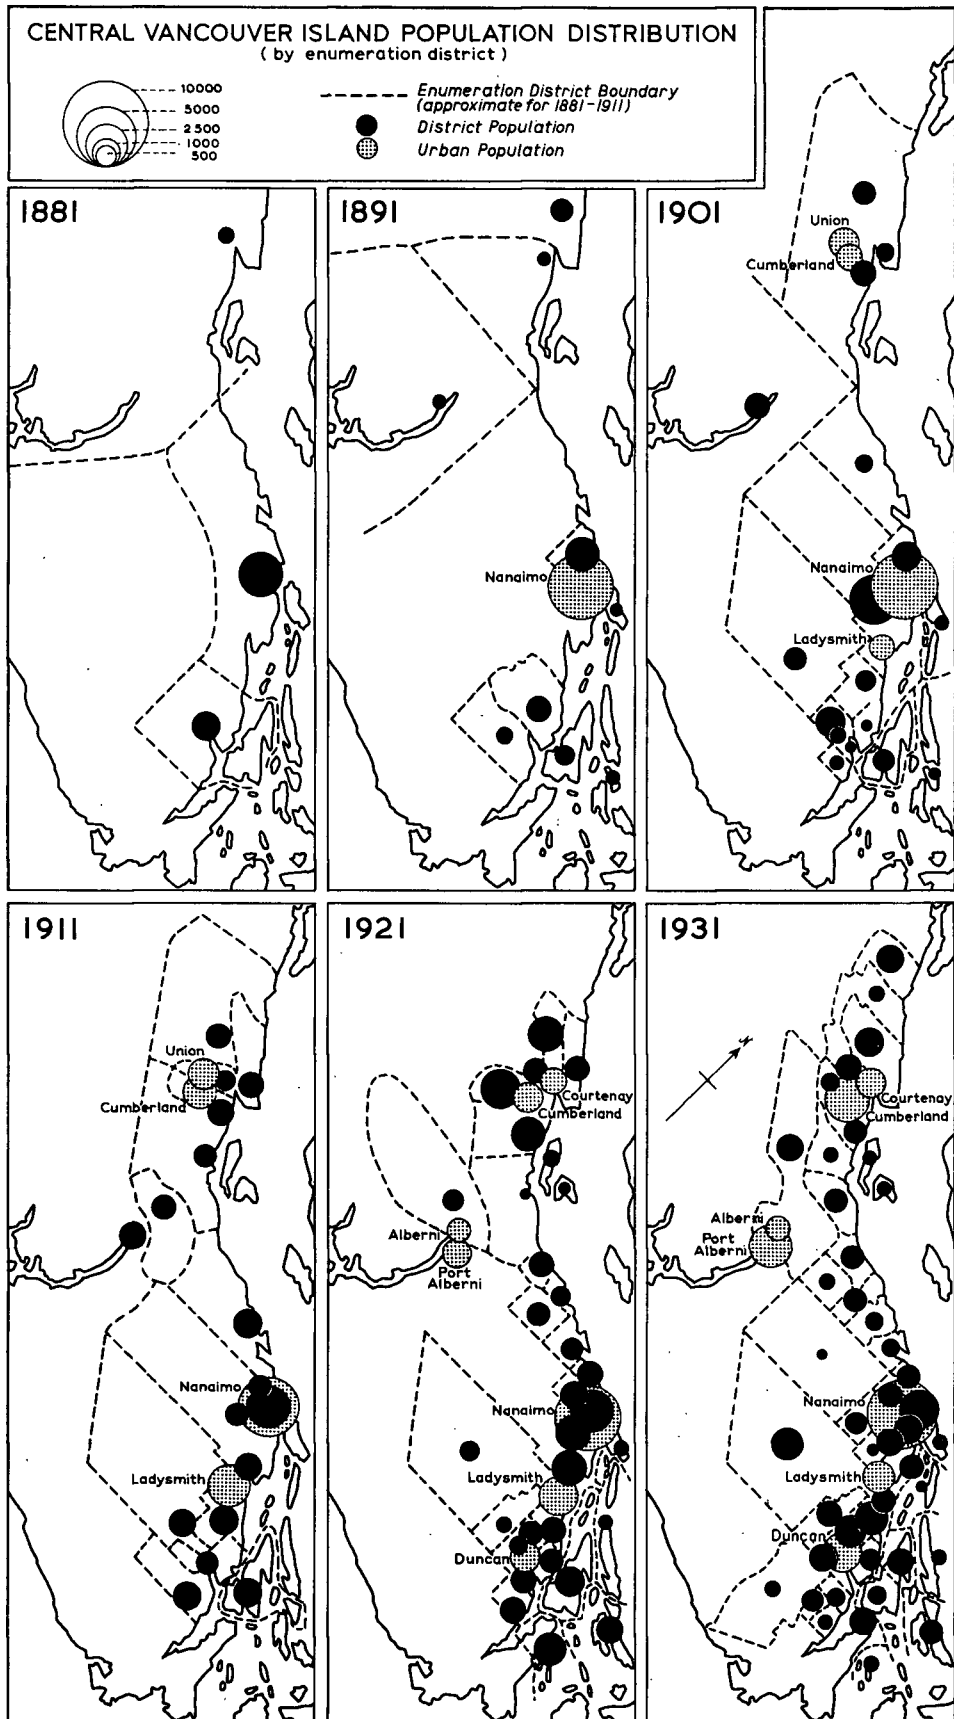 CENTRAL VANCOUVER ISLAND POPULATION DISTRIBUTION
(by enumeration district)
10000
5000
2500
1000
500
Enumeration District Boundary
(approximate for 1881-1911)
District Population
Urban Population
1881
1891
Nanaimo
1901
Union
Cumberland
Nanaimo
Ladysmith
1911
Union
Cumberland
Nanaimo
Ladysmith
1921
Courtenay
Cumberland
Alberni
Port
Alberni
Nanaimo
Ladysmith
Duncan
1931
N
Courtenay
Cumberland
Alberni
Port
Alberni
Nanaimo
Ladysmith
Duncan